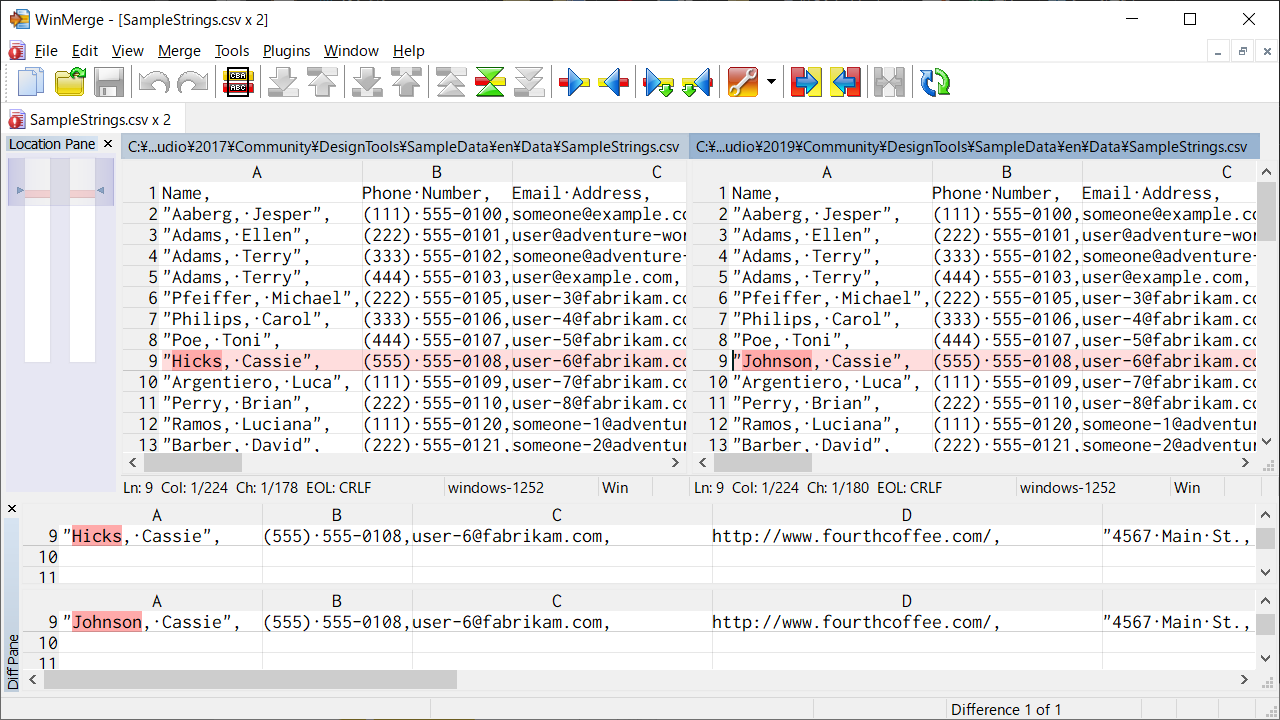 WinMerge - [SampleStrings.csv x 2]
File Edit View Merge Tools Plugins Window Help
CBA
ABC
SampleStrings.csv x 2
Location Pane
C:¥...udio¥2017¥Community¥DesignTools¥SampleData¥en¥Data¥SampleStrings.csv
C:¥...udio¥2019¥Community¥DesignTools¥SampleData¥en¥Data¥SampleStrings.csv
A B C
1 Name, Phone·Number, Email·Address,
2 "Aaberg,·Jesper", (111)·555-0100, someone@example.co
3 "Adams,·Ellen", (222)·555-0101, user@adventure-wor
4 "Adams,·Terry", (333)·555-0102, someone@adventure-
5 "Adams,·Terry", (444)·555-0103, user@example.com,
6 "Pfeiffer,·Michael", (222)·555-0105, user-3@fabrikam.co
7 "Philips,·Carol", (333)·555-0106, user-4@fabrikam.co
8 "Poe,·Toni", (444)·555-0107, user-5@fabrikam.co
9 "Hicks,·Cassie", (555)·555-0108, user-6@fabrikam.co
10 "Argentiero,·Luca", (111)·555-0109, user-7@fabrikam.co
11 "Perry,·Brian", (222)·555-0110, user-8@fabrikam.co
12 "Ramos,·Luciana", (111)·555-0120, someone-1@adventur
13 "Barber,·David", (222)·555-0121, someone-2@adventur
Ln: 9 Col: 1/224 Ch: 1/178 EOL: CRLF windows-1252 Win
A B C
1 Name, Phone·Number, Email·Address,
2 "Aaberg,·Jesper", (111)·555-0100, someone@example.co
3 "Adams,·Ellen", (222)·555-0101, user@adventure-wor
4 "Adams,·Terry", (333)·555-0102, someone@adventure-
5 "Adams,·Terry", (444)·555-0103, user@example.com,
6 "Pfeiffer,·Michael", (222)·555-0105, user-3@fabrikam.co
7 "Philips,·Carol", (333)·555-0106, user-4@fabrikam.co
8 "Poe,·Toni", (444)·555-0107, user-5@fabrikam.co
9 "Johnson,·Cassie", (555)·555-0108, user-6@fabrikam.co
10 "Argentiero,·Luca", (111)·555-0109, user-7@fabrikam.co
11 "Perry,·Brian", (222)·555-0110, user-8@fabrikam.co
12 "Ramos,·Luciana", (111)·555-0120, someone-1@adventur
13 "Barber,·David", (222)·555-0121, someone-2@adventur
Ln: 9 Col: 1/224 Ch: 1/180 EOL: CRLF windows-1252 Win
Diff Pane
A B C D
9 "Hicks,·Cassie", (555)·555-0108, user-6@fabrikam.com, http://www.fourthcoffee.com/, "4567·Main·St.,
10
11
A B C D
9 "Johnson,·Cassie", (555)·555-0108, user-6@fabrikam.com, http://www.fourthcoffee.com/, "4567·Main·St.,
10
11
Difference 1 of 1